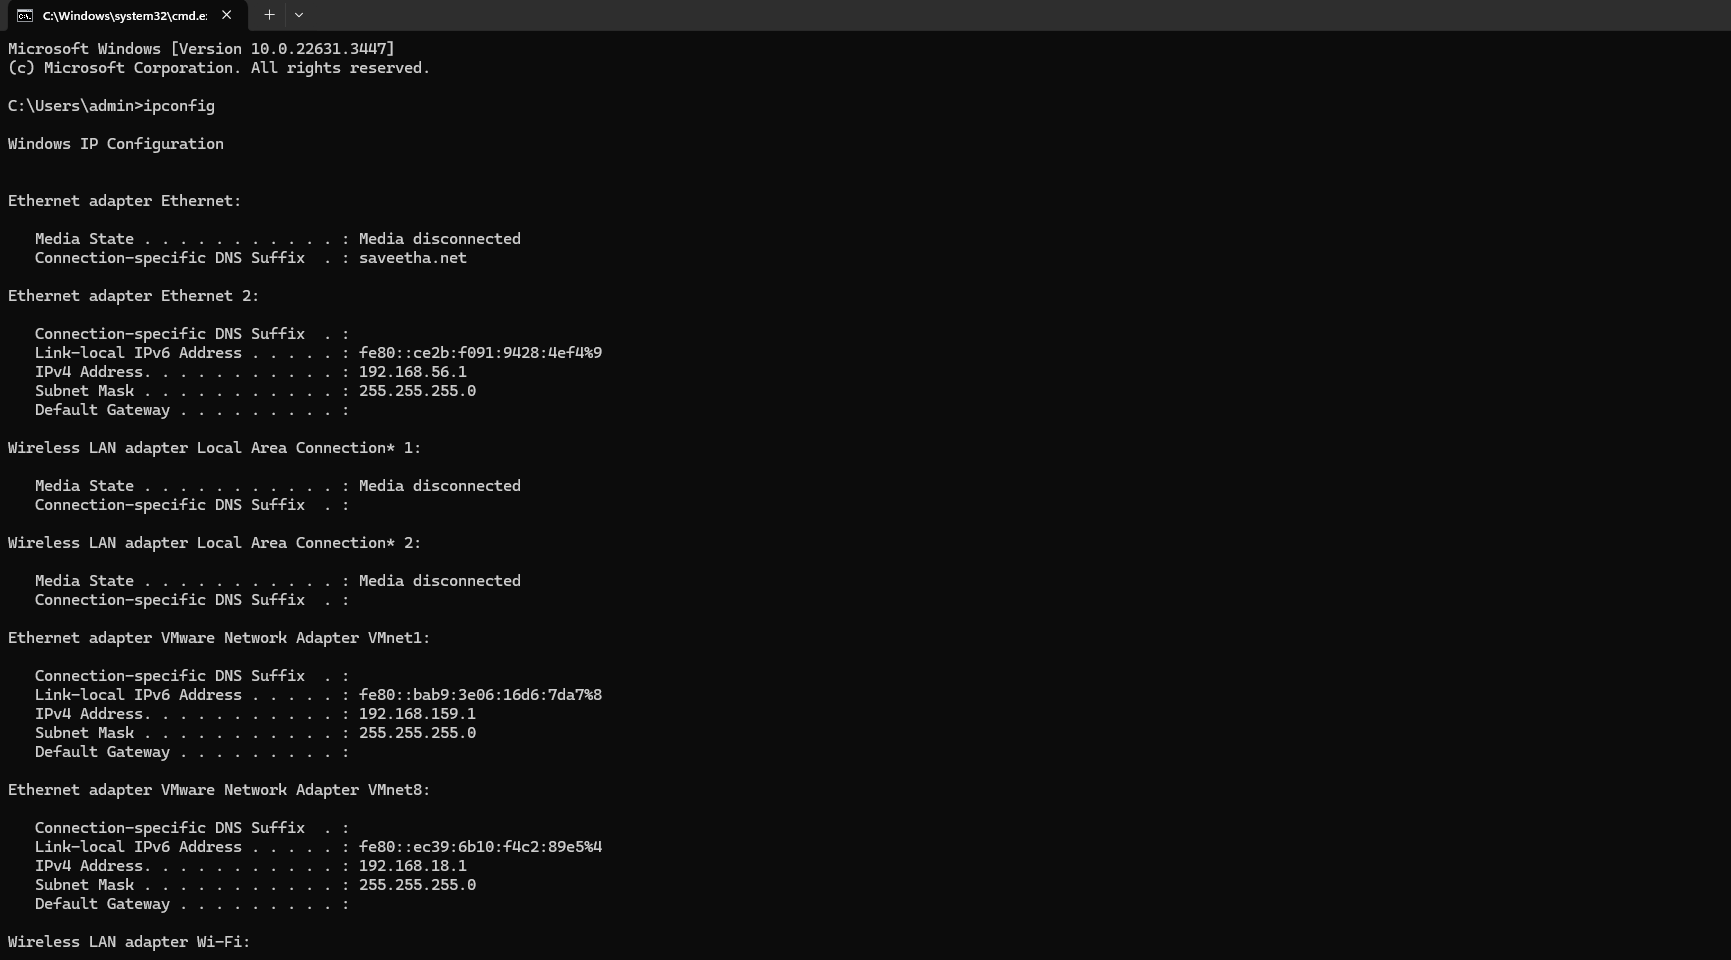 C:\Windows\system32\cmd.e:
Microsoft Windows [Version 10.0.22631.3447]
(c) Microsoft Corporation. All rights reserved.
C:\Users\admin>ipconfig
Windows IP Configuration
Ethernet adapter Ethernet:
   Media State . . . . . . . . . . . : Media disconnected
   Connection-specific DNS Suffix  . : saveetha.net
Ethernet adapter Ethernet 2:
   Connection-specific DNS Suffix  . :
   Link-local IPv6 Address . . . . . : fe80::ce2b:f091:9428:4ef4%9
   IPv4 Address. . . . . . . . . . . : 192.168.56.1
   Subnet Mask . . . . . . . . . . . : 255.255.255.0
   Default Gateway . . . . . . . . . :
Wireless LAN adapter Local Area Connection* 1:
   Media State . . . . . . . . . . . : Media disconnected
   Connection-specific DNS Suffix  . :
Wireless LAN adapter Local Area Connection* 2:
   Media State . . . . . . . . . . . : Media disconnected
   Connection-specific DNS Suffix  . :
Ethernet adapter VMware Network Adapter VMnet1:
   Connection-specific DNS Suffix  . :
   Link-local IPv6 Address . . . . . : fe80::bab9:3e06:16d6:7da7%8
   IPv4 Address. . . . . . . . . . . : 192.168.159.1
   Subnet Mask . . . . . . . . . . . : 255.255.255.0
   Default Gateway . . . . . . . . . :
Ethernet adapter VMware Network Adapter VMnet8:
   Connection-specific DNS Suffix  . :
   Link-local IPv6 Address . . . . . : fe80::ec39:6b10:f4c2:89e5%4
   IPv4 Address. . . . . . . . . . . : 192.168.18.1
   Subnet Mask . . . . . . . . . . . : 255.255.255.0
   Default Gateway . . . . . . . . . :
Wireless LAN adapter Wi-Fi: